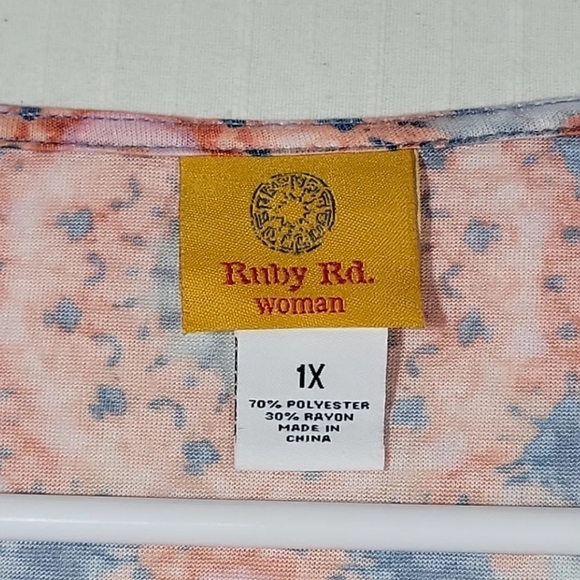 Ruby Rd.
woman
1X
70% POLYESTER
30% RAYON
MADE IN
CHINA